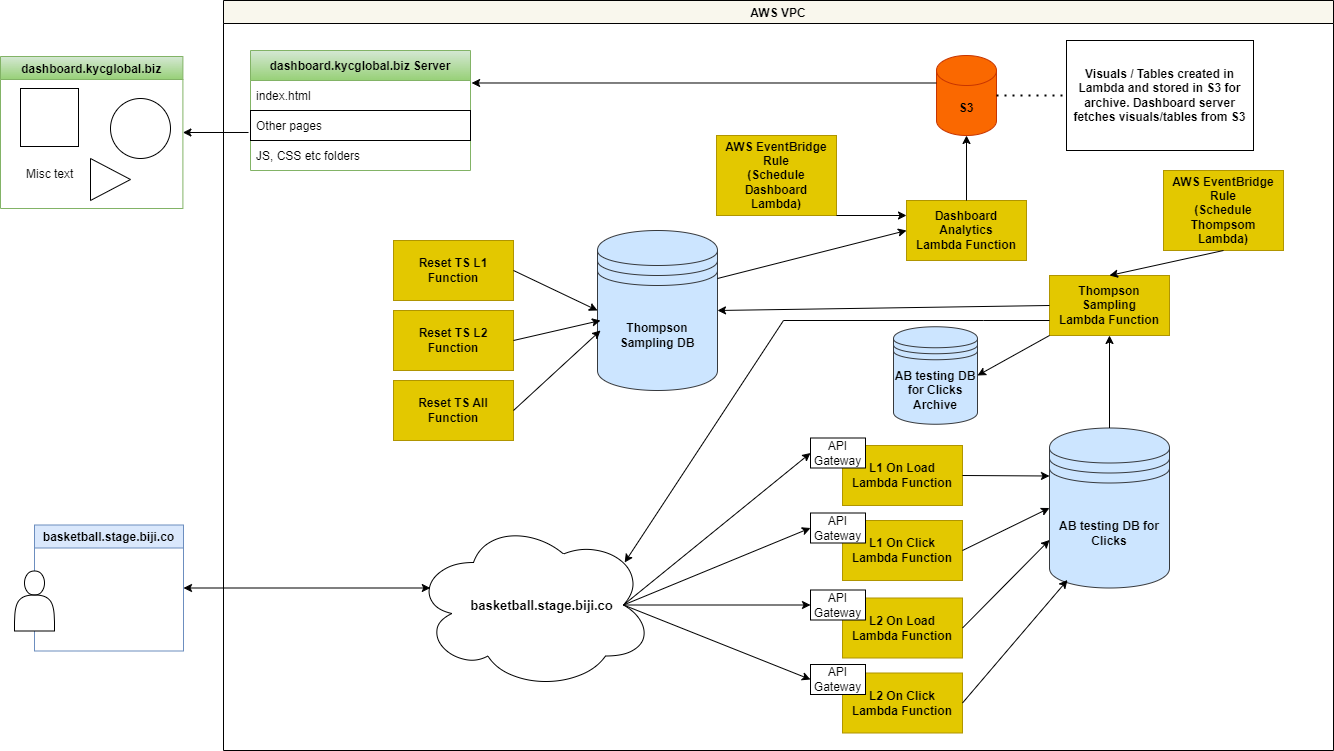 AWS VPC
dashboard.kycglobal.biz
Misc text
dashboard.kycglobal.biz Server
index.html
Other pages
JS, CSS etc folders
S3
Visuals / Tables created in
Lambda and stored in S3 for
archive. Dashboard server
fetches visuals/tables from S3
AWS EventBridge
Rule
(Schedule
Dashboard
Lambda)
AWS EventBridge
Rule
(Schedule
Thompsom
Lambda)
Dashboard
Analytics
Lambda Function
Reset TS L1
Function
Reset TS L2
Function
Reset TS All
Function
Thompson
Sampling DB
Thompson
Sampling
Lambda Function
AB testing DB
for Clicks
Archive
API
Gateway
L1 On Load
Lambda Function
API
Gateway
L1 On Click
Lambda Function
API
Gateway
L2 On Load
Lambda Function
API
Gateway
L2 On Click
Lambda Function
AB testing DB for
Clicks
basketball.stage.biji.co
basketball.stage.biji.co